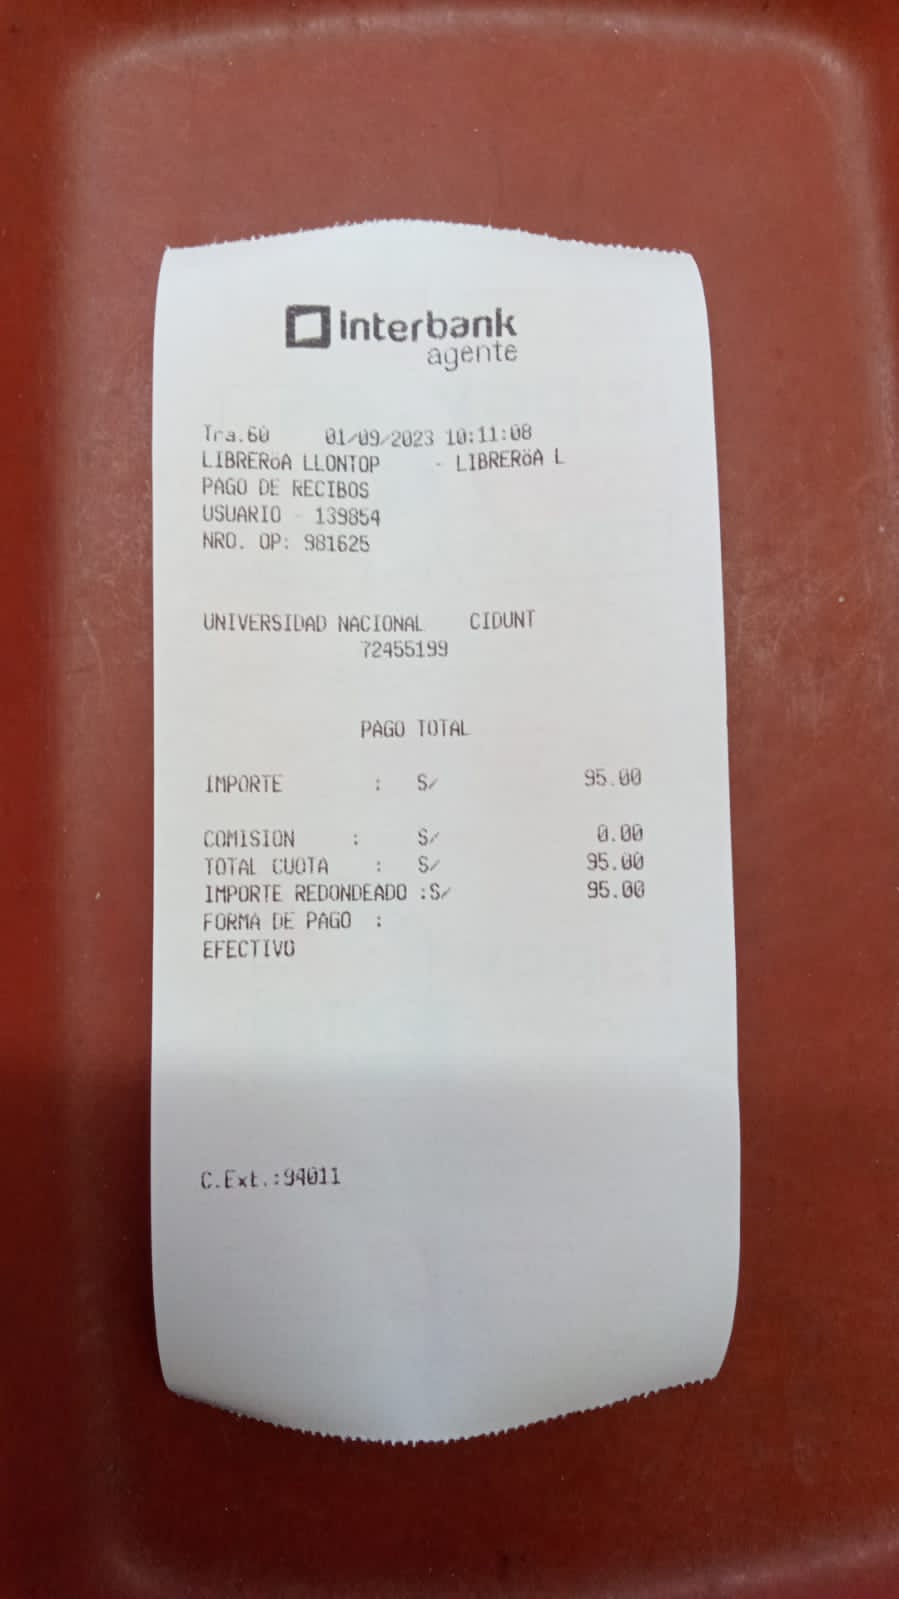 interbank
agente
Tra.60 01/09/2023 10:11:08
LIBRERöA LLONTOP - LIBRERöA L
PAGO DE RECIBOS
USUARIO - 139854
NRO. OP: 981625
UNIVERSIDAD NACIONAL CIDUNT
72455199
PAGO TOTAL
IMPORTE : S/ 95.00
COMISION : S/ 0.00
TOTAL CUOTA : S/ 95.00
IMPORTE REDONDEADO :S/ 95.00
FORMA DE PAGO :
EFECTIVO
C.Ext.:94011